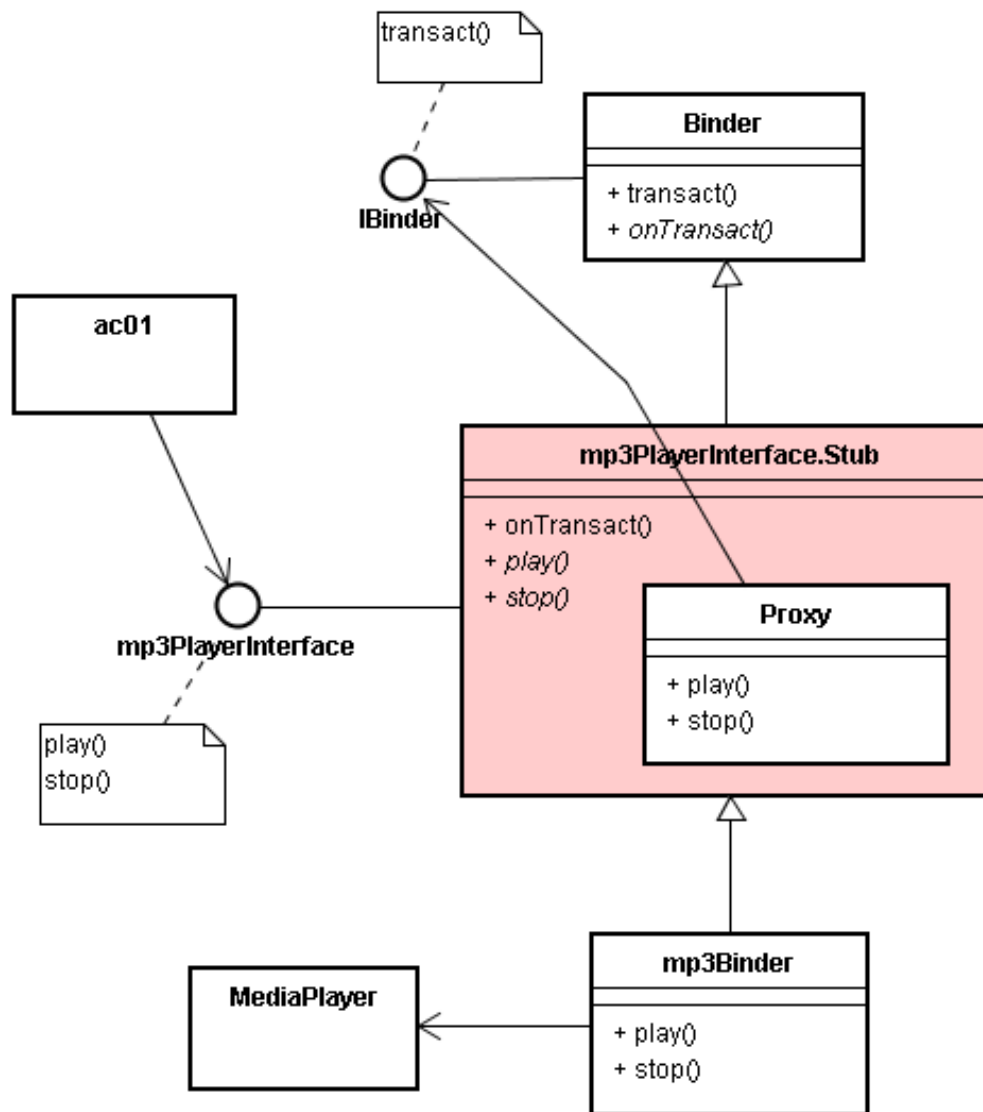 transact()
Binder
+ transact()
+ onTransact()
IBinder
ac01
mp3PlayerInterface.Stub
+ onTransact()
+ play()
+ stop()
Proxy
+ play()
+ stop()
mp3PlayerInterface
play()
stop()
mp3Binder
+ play()
+ stop()
MediaPlayer